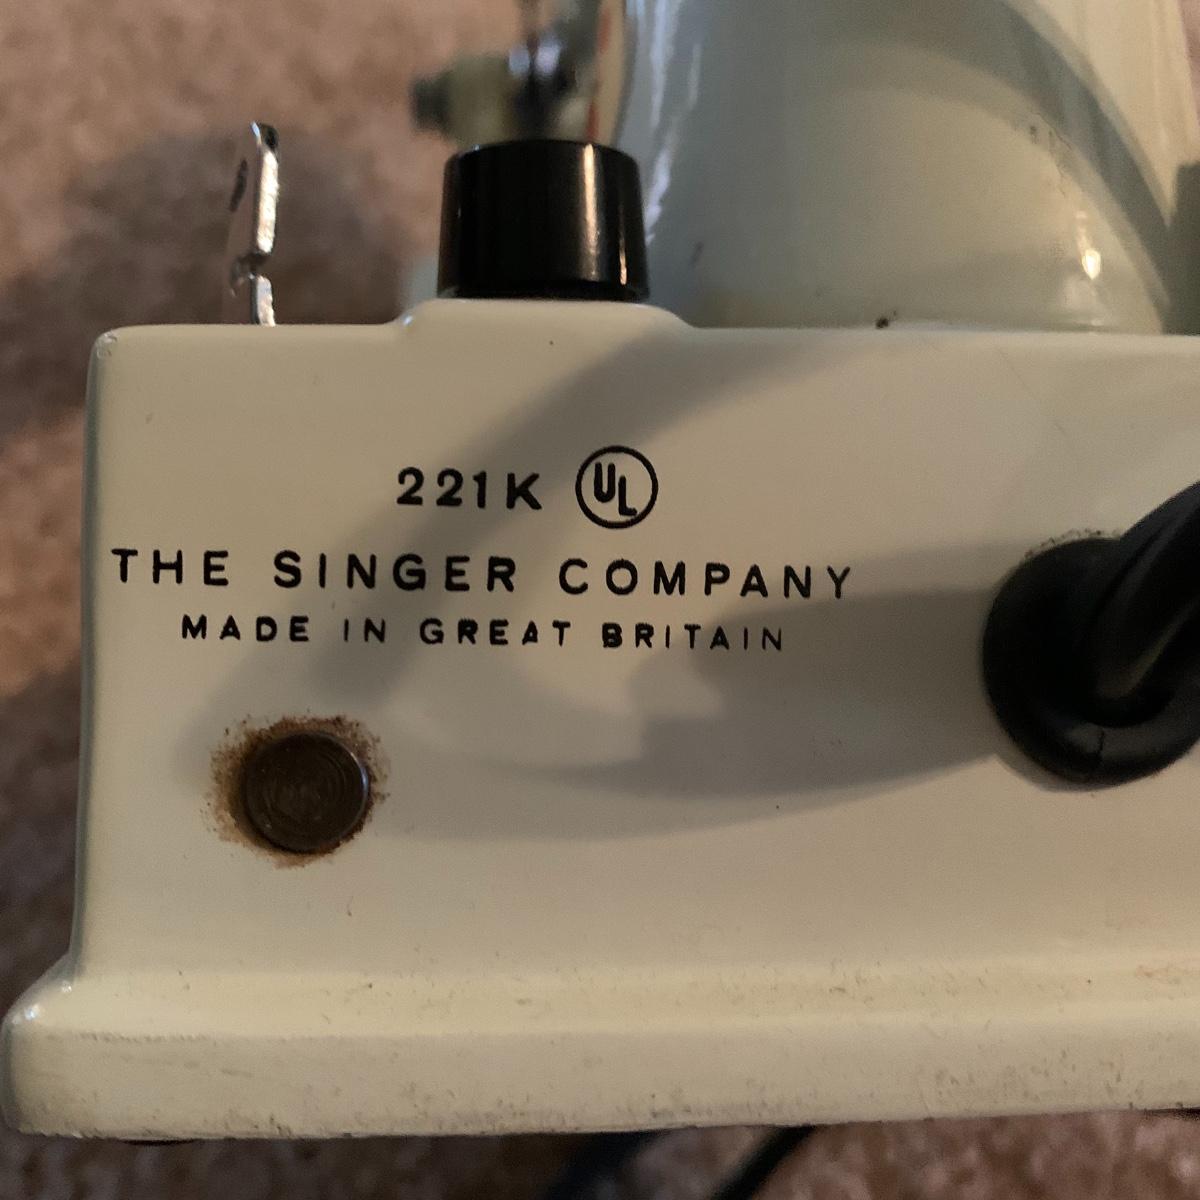 221K UL
THE SINGER COMPANY
MADE IN GREAT BRITAIN